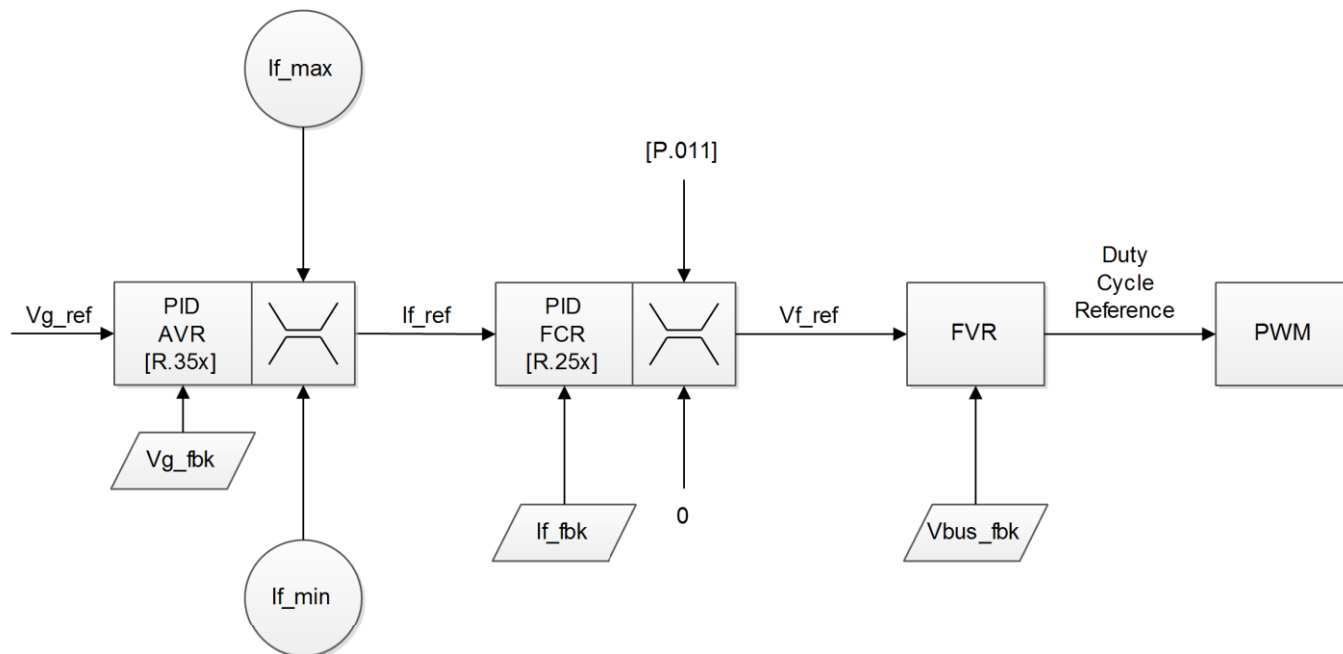 If_max
[P.011]
Vg_ref
PID
AVR
[R.35x]
If_ref
PID
FCR
[R.25x]
Vf_ref
FVR
Duty
Cycle
Reference
PWM
Vg_fbk
If_fbk
0
Vbus_fbk
If_min